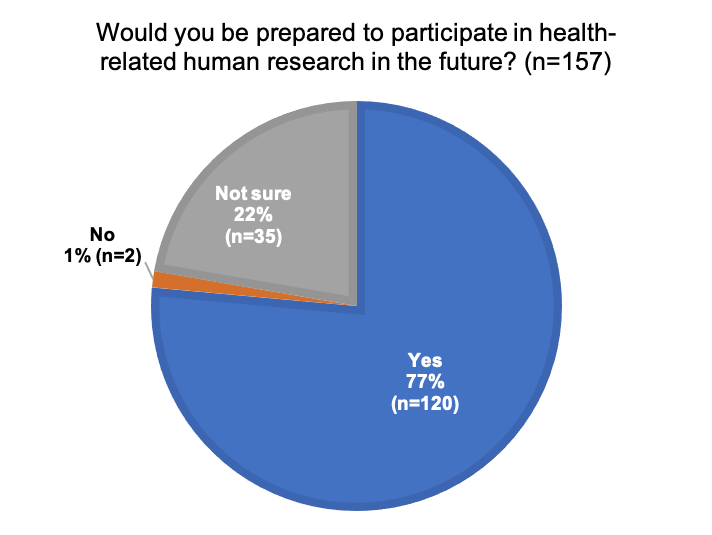 Would you be prepared to participate in health-
related human research in the future? (n=157)
Not sure
22%
(n=35)
No
1% (n=2)
Yes
77%
(n=120)